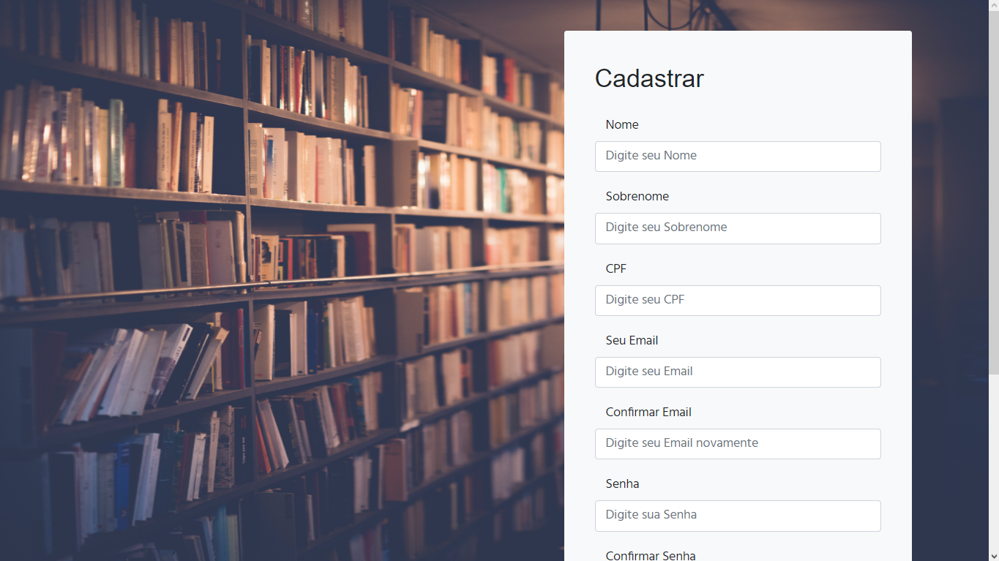 Cadastrar
Nome
Digite seu Nome
Sobrenome
Digite seu Sobrenome
CPF
Digite seu CPF
Seu Email
Digite seu Email
Confirmar Email
Digite seu Email novamente
Senha
Digite sua Senha
Confirmar Senha